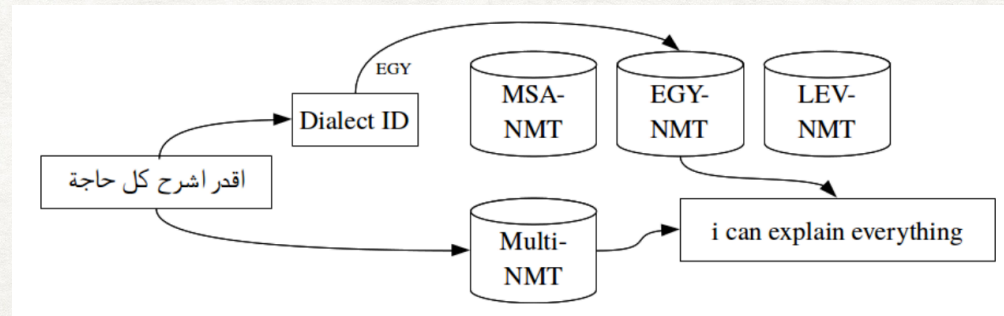 EGY
Dialect ID
MSA-
NMT
EGY-
NMT
LEV-
NMT
اقدر اشرح كل حاجة
Multi-
NMT
i can explain everything